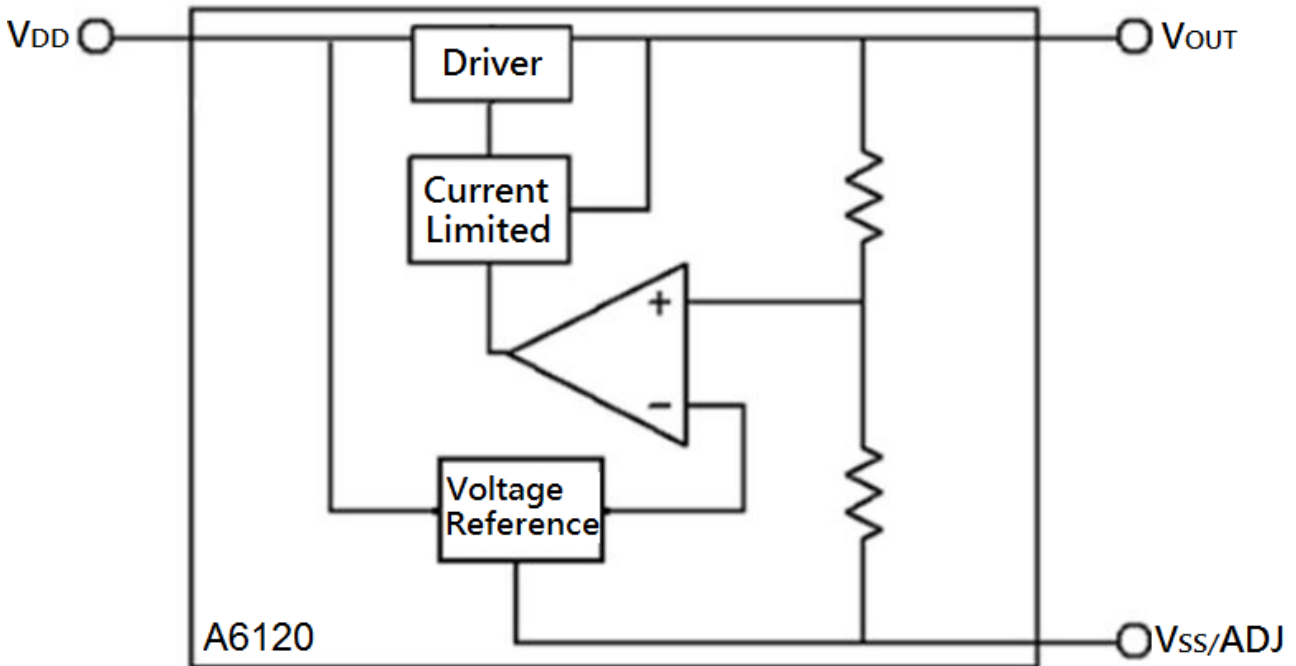 VDD
VOUT
Driver
Current
Limited
+
−
Voltage
Reference
A6120
VSS/ADJ